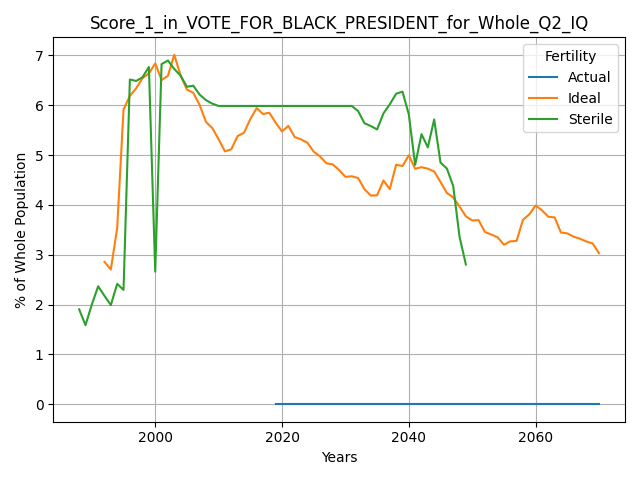 Score_1_in_VOTE_FOR_BLACK_PRESIDENT_for_Whole_Q2_IQ
Fertility
Actual
Ideal
Sterile
% of Whole Population
7
6
5
4
3
2
1
0
2000 2020 2040 2060
Years